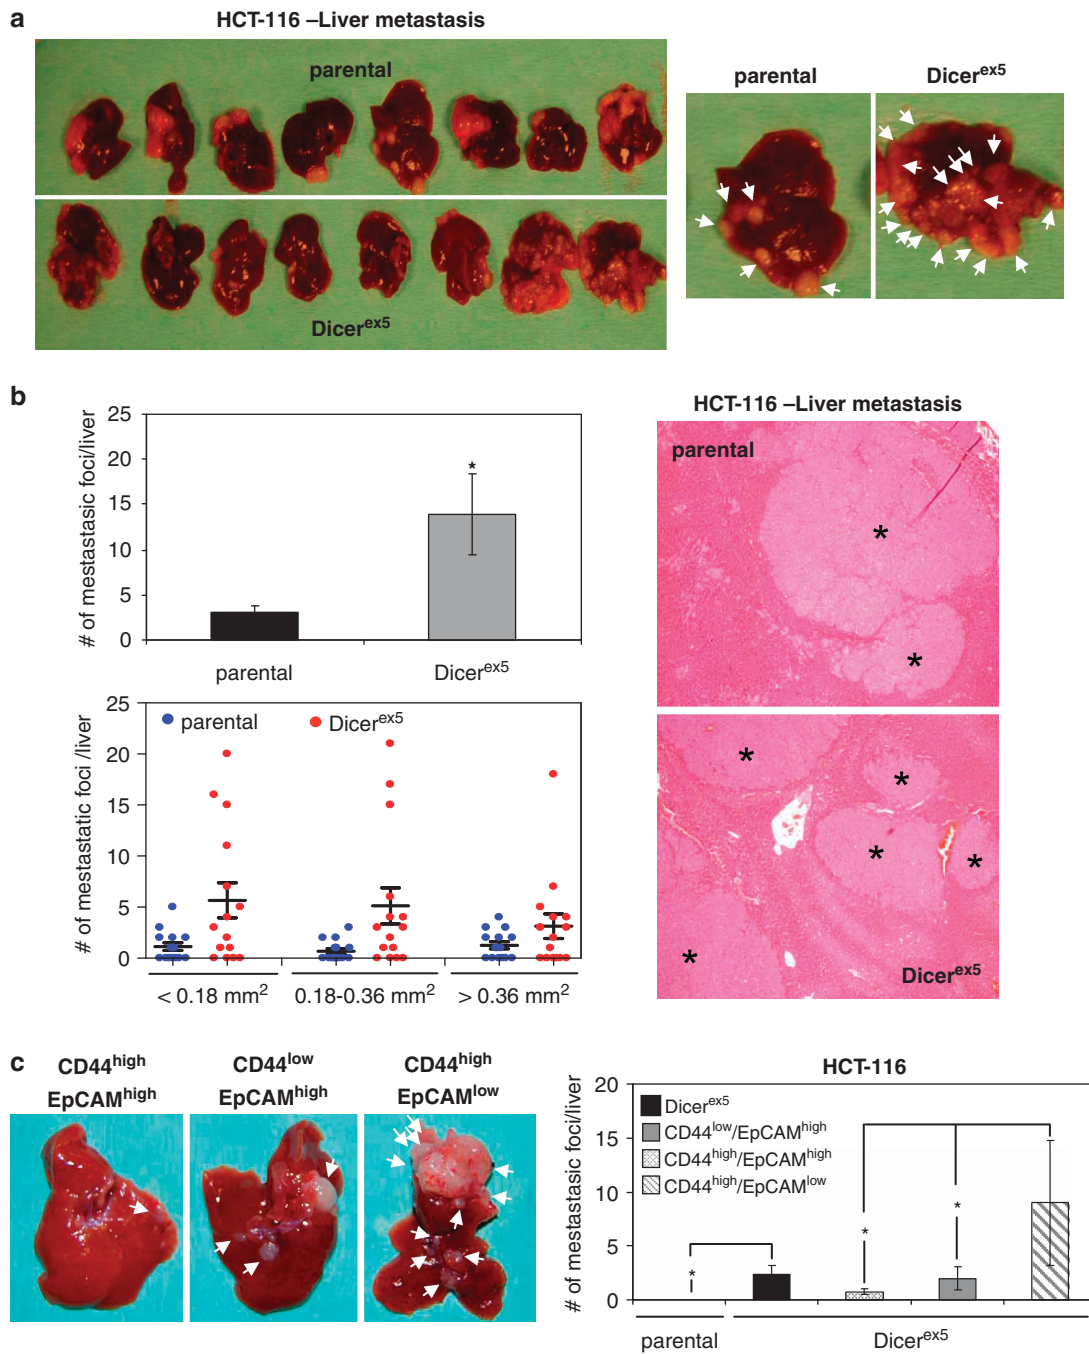 a
HCT-116 –Liver metastasis
parental
Dicerex5
parental
Dicerex5
b
# of mestastasic foci/liver
25
20
15
10
5
0
*
parental
Dicerex5
# of mestastatic foci /liver
25
20
15
10
5
0
parental
Dicerex5
< 0.18 mm2
0.18-0.36 mm2
> 0.36 mm2
HCT-116 –Liver metastasis
parental
*
*
*
*
*
*
*
Dicerex5
c
CD44high
EpCAMhigh
CD44low
EpCAMhigh
CD44high
EpCAMlow
HCT-116
# of mestastasic foci/liver
20
15
10
5
0
Dicerex5
CD44low/EpCAMhigh
CD44high/EpCAMhigh
CD44high/EpCAMlow
*
*
*
parental
Dicerex5